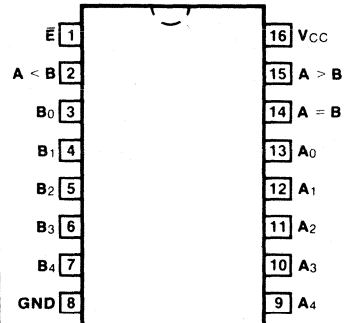 Ē 1 16 VCC
A < B 2 15 A > B
B0 3 14 A = B
B1 4 13 A0
B2 5 12 A1
B3 6 11 A2
B4 7 10 A3
GND 8 9 A4